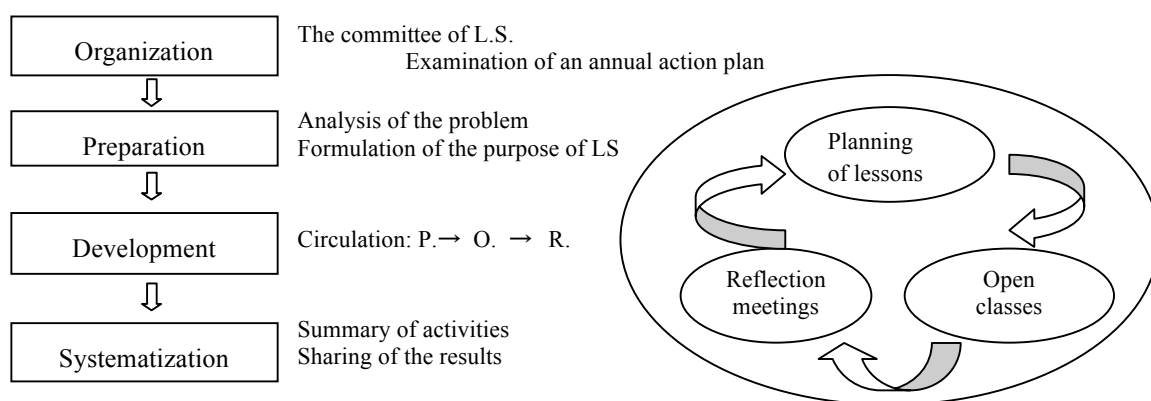 Organization
The committee of L.S.
Examination of an annual action plan
Preparation
Analysis of the problem
Formulation of the purpose of LS
Development
Circulation: P.→ O. → R.
Systematization
Summary of activities
Sharing of the results
Planning
of lessons
Open
classes
Reflection
meetings